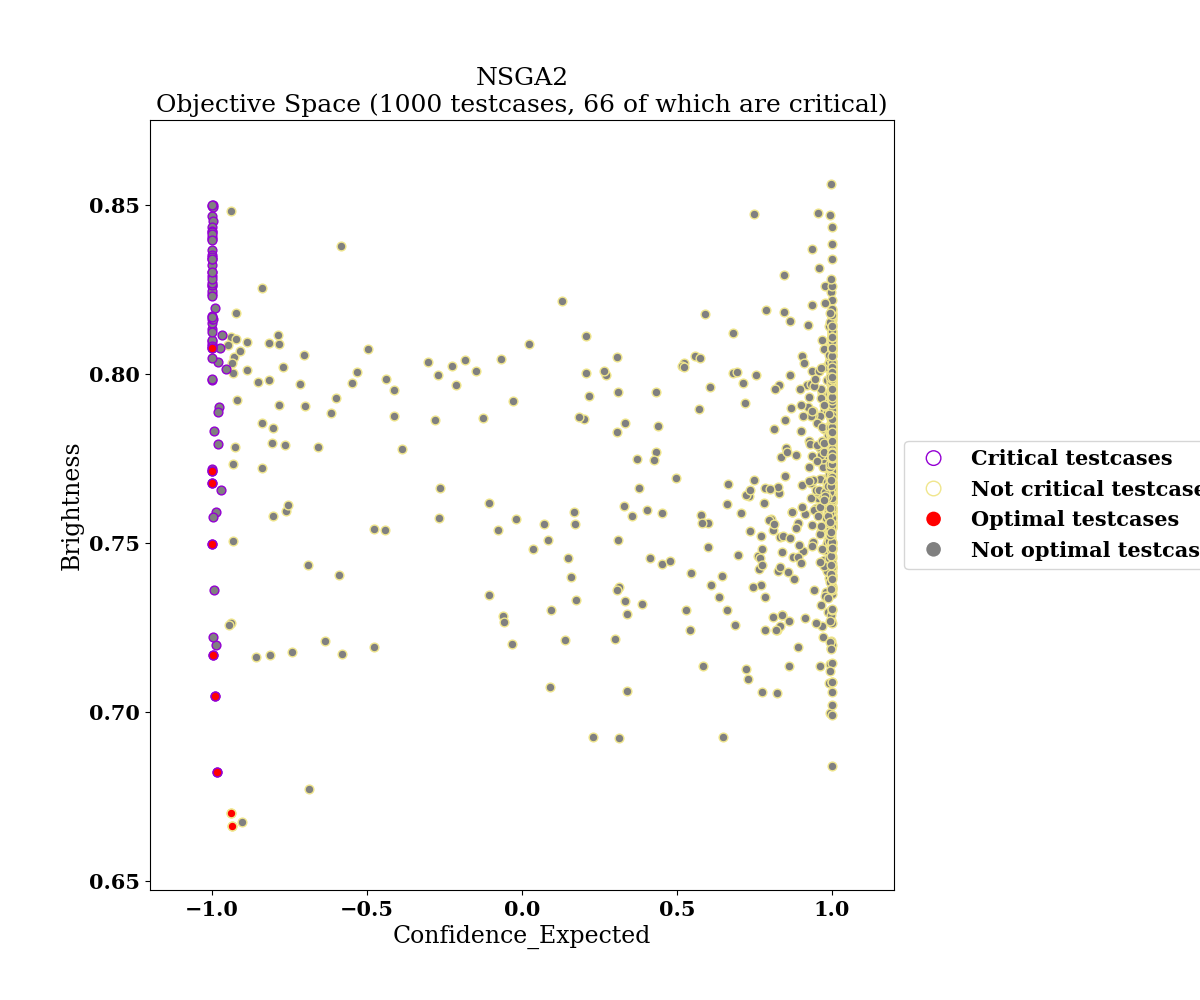 NSGA2
Objective Space (1000 testcases, 66 of which are critical)
0.85
0.80
0.75
0.70
0.65
Brightness
−1.0
−0.5
0.0
0.5
1.0
Confidence_Expected
Critical testcases
Not critical testcase
Optimal testcases
Not optimal testcas